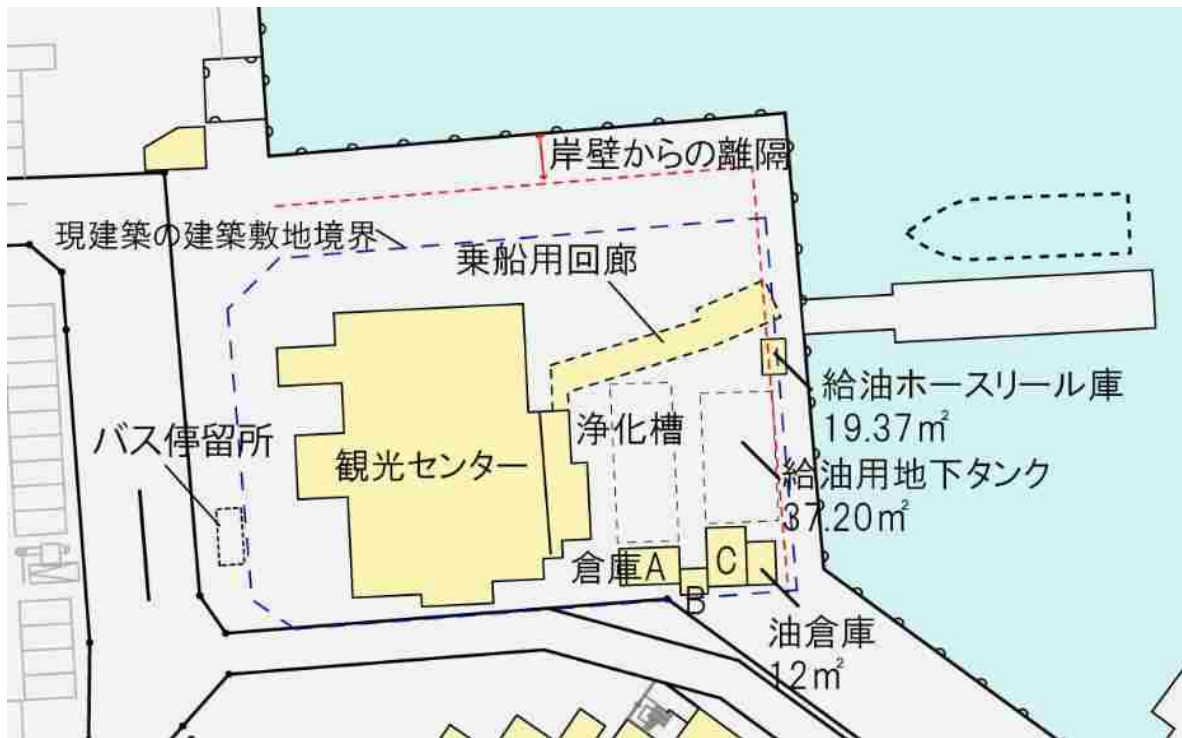 岸壁からの離隔
現建築の建築敷地境界
乗船用回廊
給油ホースリール庫
19.37㎡
バス停留所
浄化槽
観光センター
給油用地下タンク
37.20㎡
倉庫A
B
C
油倉庫
12㎡